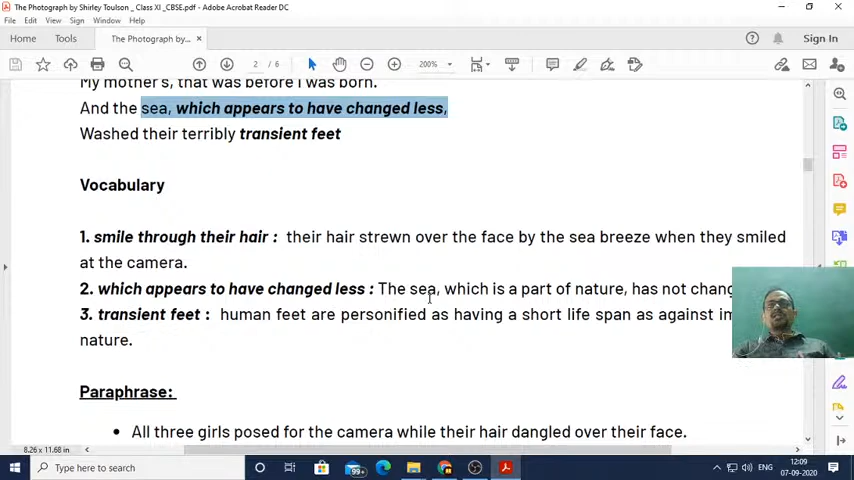 The Photograph by Shirley Toulson _ Class XI _CBSE.pdf - Adobe Acrobat Reader DC
File Edit View Sign Window Help
Home Tools The Photograph by... × Sign In
2 / 6 200%
My mother's, that was before I was born.
And the sea, which appears to have changed less,
Washed their terribly transient feet
Vocabulary
1. smile through their hair : their hair strewn over the face by the sea breeze when they smiled
at the camera.
2. which appears to have changed less : The sea, which is a part of nature, has not chang
3. transient feet : human feet are personified as having a short life span as against im
nature.
Paraphrase:
All three girls posed for the camera while their hair dangled over their face.
8.26 x 11.68 in
Type here to search
99+
ENG
12:09
07-09-2020